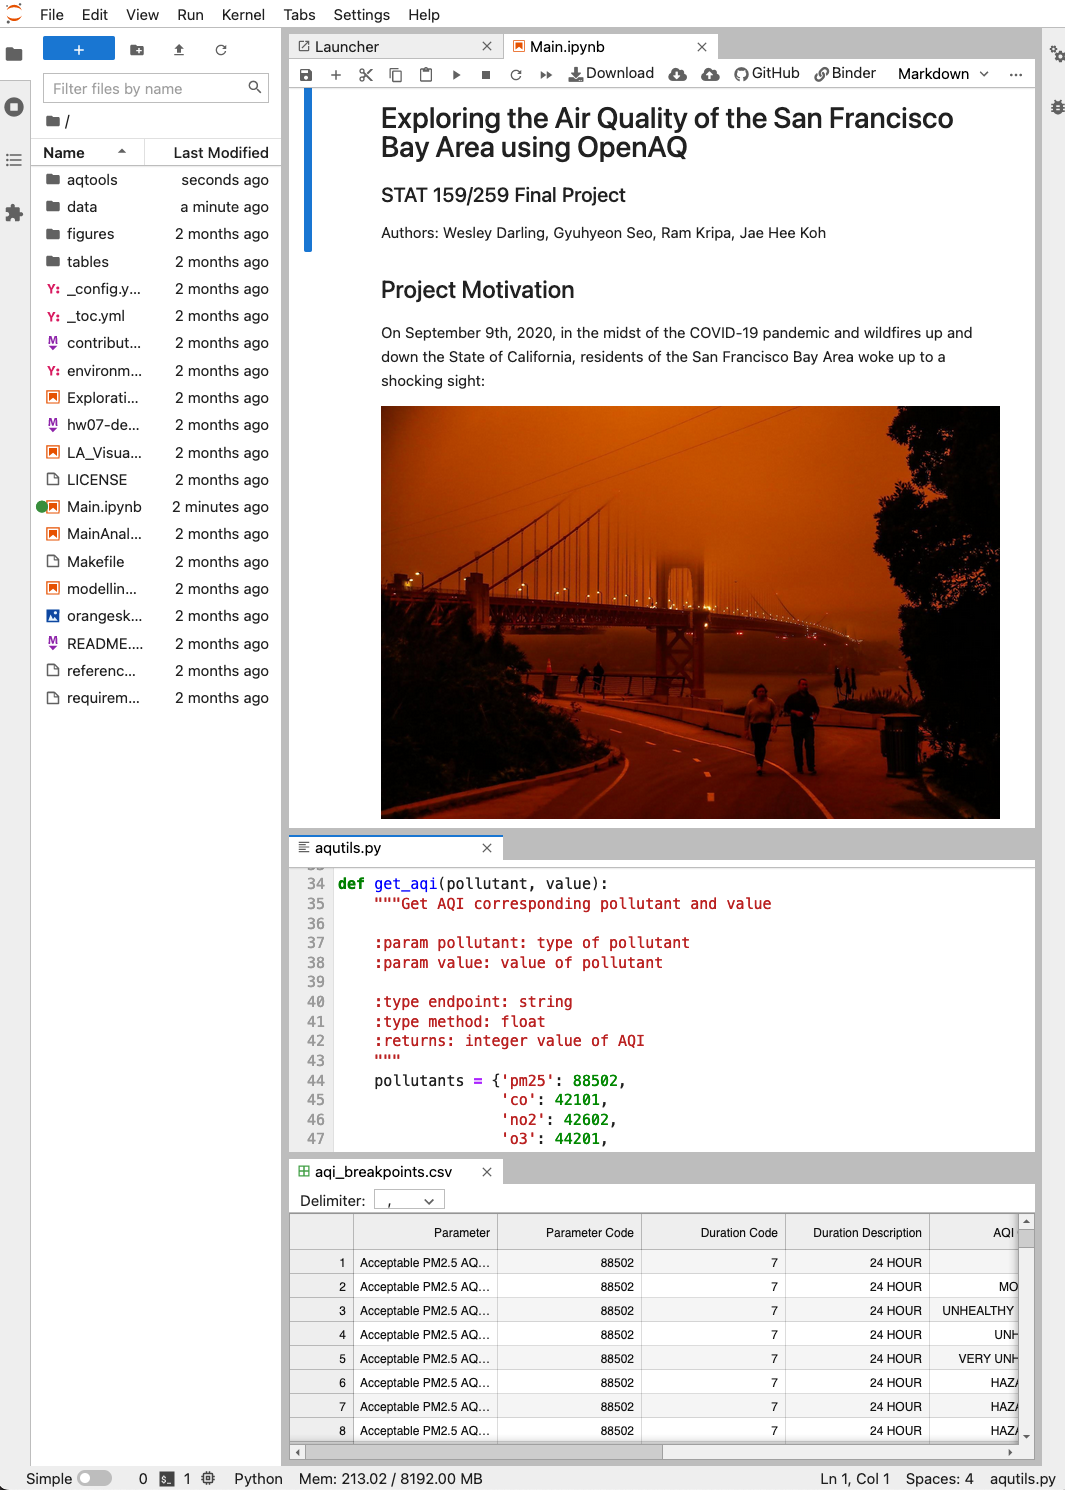 File Edit View Run Kernel Tabs Settings Help
+
Filter files by name
/
Name Last Modified
aqtools seconds ago
data a minute ago
figures 2 months ago
tables 2 months ago
Y: _config.y... 2 months ago
Y: _toc.yml 2 months ago
M contribut... 2 months ago
Y: environm... 2 months ago
Explorati... 2 months ago
M hw07-de... 2 months ago
LA_Visua... 2 months ago
LICENSE 2 months ago
Main.ipynb 2 minutes ago
MainAnal... 2 months ago
Makefile 2 months ago
modellin... 2 months ago
orangesk... 2 months ago
M README.... 2 months ago
referenc... 2 months ago
requirem... 2 months ago
Launcher
Main.ipynb
Download GitHub Binder Markdown ...
Exploring the Air Quality of the San Francisco
Bay Area using OpenAQ
STAT 159/259 Final Project
Authors: Wesley Darling, Gyuhyeon Seo, Ram Kripa, Jae Hee Koh
Project Motivation
On September 9th, 2020, in the midst of the COVID-19 pandemic and wildfires up and
down the State of California, residents of the San Francisco Bay Area woke up to a
shocking sight:
aqutils.py
34 def get_aqi(pollutant, value):
35 """Get AQI corresponding pollutant and value
36
37 :param pollutant: type of pollutant
38 :param value: value of pollutant
39
40 :type endpoint: string
41 :type method: float
42 :returns: integer value of AQI
43 """
44 pollutants = {'pm25': 88502,
45 'co': 42101,
46 'no2': 42602,
47 'o3': 44201,
aqi_breakpoints.csv
Delimiter: ,
Parameter Parameter Code Duration Code Duration Description AQI
1 Acceptable PM2.5 AQ... 88502 7 24 HOUR
2 Acceptable PM2.5 AQ... 88502 7 24 HOUR MO
3 Acceptable PM2.5 AQ... 88502 7 24 HOUR UNHEALTHY
4 Acceptable PM2.5 AQ... 88502 7 24 HOUR UNH
5 Acceptable PM2.5 AQ... 88502 7 24 HOUR VERY UNH
6 Acceptable PM2.5 AQ... 88502 7 24 HOUR HAZA
7 Acceptable PM2.5 AQ... 88502 7 24 HOUR HAZA
8 Acceptable PM2.5 AQ... 88502 7 24 HOUR HAZA
Simple 0 1 Python Mem: 213.02 / 8192.00 MB Ln 1, Col 1 Spaces: 4 aqutils.py